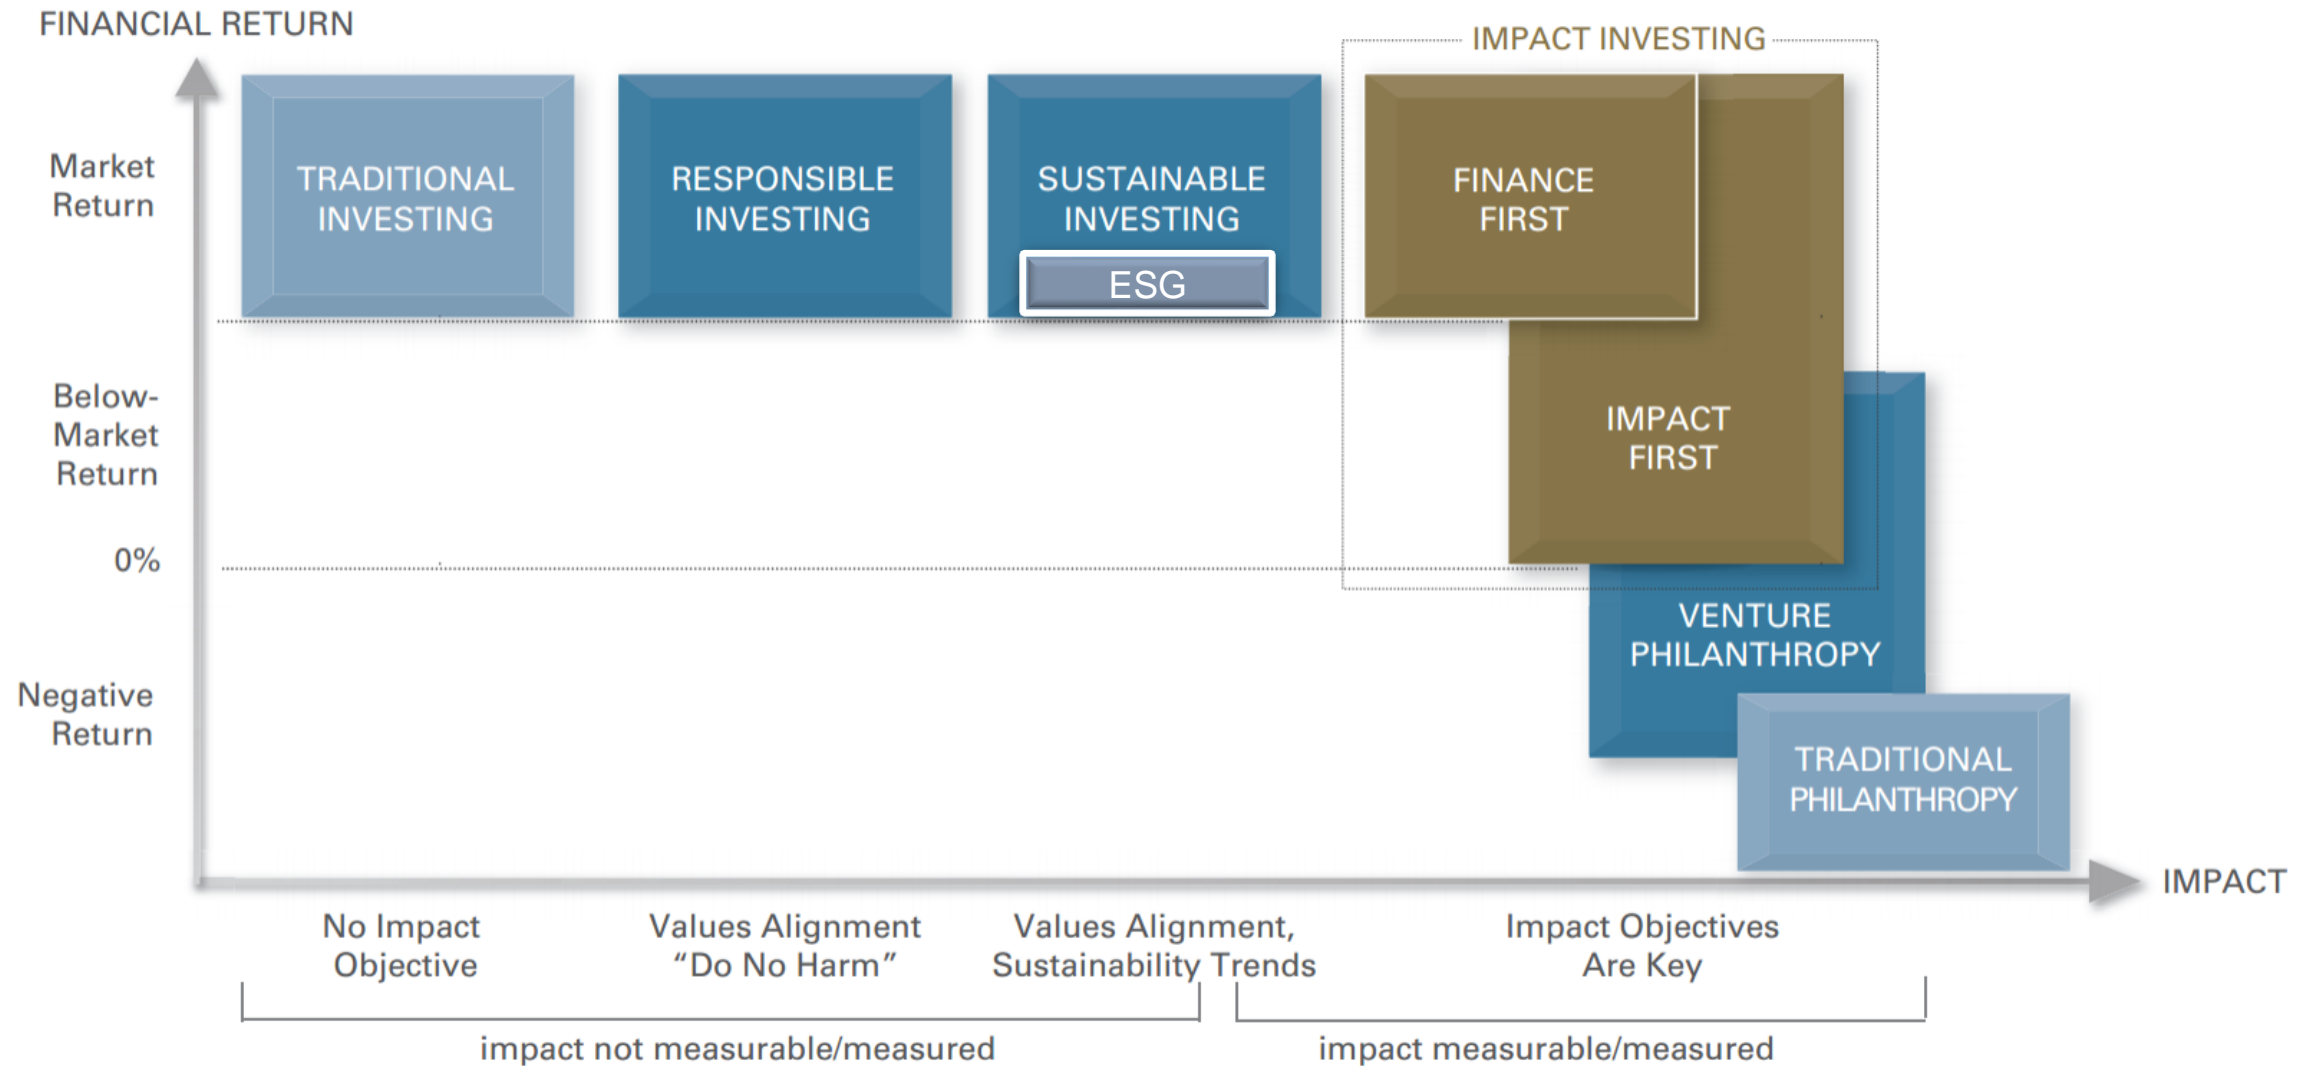 FINANCIAL RETURN
IMPACT INVESTING
Market
Return
TRADITIONAL
INVESTING
RESPONSIBLE
INVESTING
SUSTAINABLE
INVESTING
ESG
FINANCE
FIRST
Below-
Market
Return
IMPACT
FIRST
0%
VENTURE
PHILANTHROPY
Negative
Return
TRADITIONAL
PHILANTHROPY
IMPACT
No Impact
Objective
Values Alignment
“Do No Harm”
Values Alignment,
Sustainability Trends
Impact Objectives
Are Key
impact not measurable/measured
impact measurable/measured